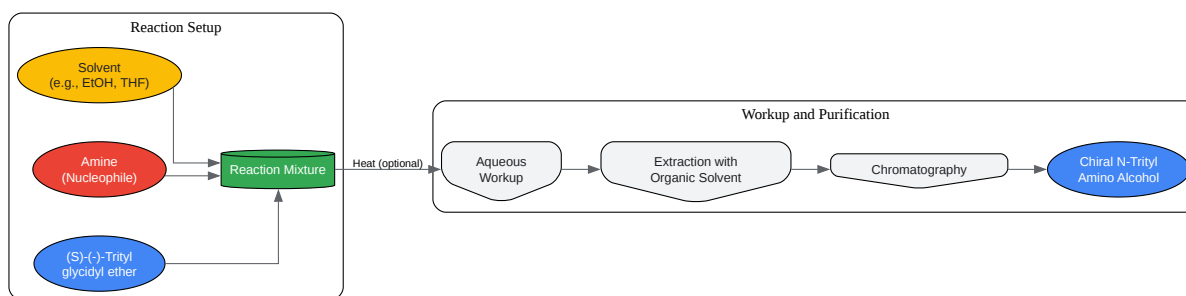 Reaction Setup
Solvent
(e.g., EtOH, THF)
Amine
(Nucleophile)
(S)-(-)-Trityl
glycidyl ether
Reaction Mixture
Heat (optional)
Workup and Purification
Aqueous
Workup
Extraction with
Organic Solvent
Chromatography
Chiral N-Trityl
Amino Alcohol